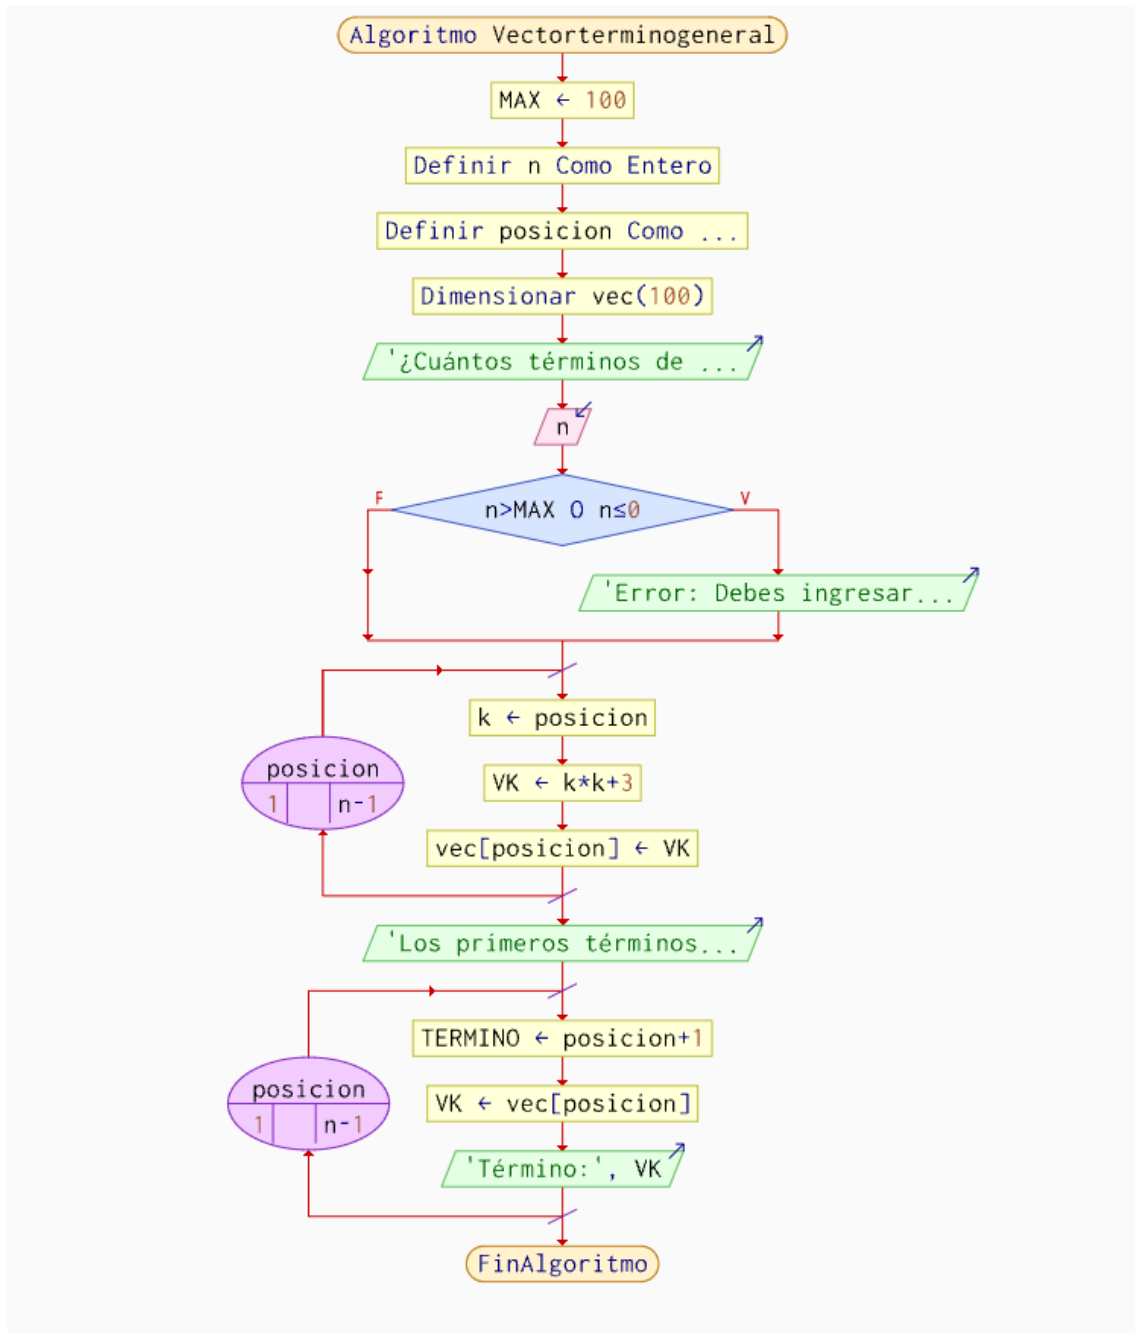 Algoritmo Vectorterminogeneral
MAX ← 100
Definir n Como Entero
Definir posicion Como ...
Dimensionar vec(100)
'¿Cuántos términos de ...
n
F
n>MAX O n≤0
V
'Error: Debes ingresar...
k ← posicion
posicion
1 n-1
VK ← k*k+3
vec[posicion] ← VK
'Los primeros términos...
TERMINO ← posicion+1
posicion
1 n-1
VK ← vec[posicion]
'Término:', VK
FinAlgoritmo